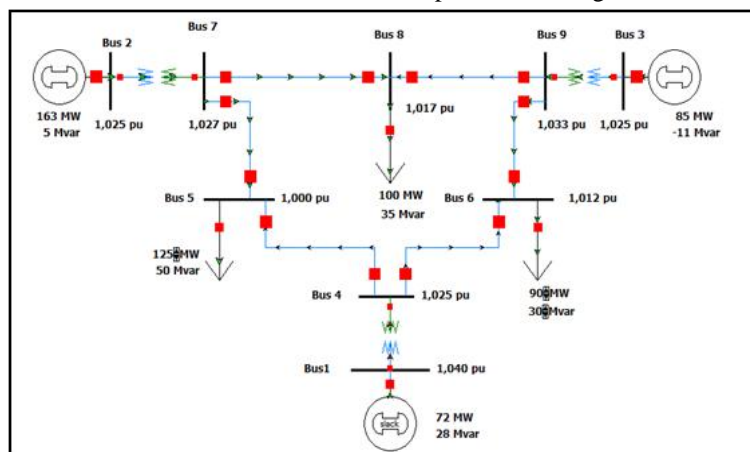 Bus 2
Bus 7
Bus 8
Bus 9
Bus 3
163 MW
5 Mvar
1,025 pu
1,027 pu
1,017 pu
1,033 pu
1,025 pu
85 MW
-11 Mvar
100 MW
35 Mvar
Bus 5
1,000 pu
Bus 6
1,012 pu
125 MW
50 Mvar
90 MW
30 Mvar
Bus 4
1,025 pu
Bus1
1,040 pu
slack
72 MW
28 Mvar